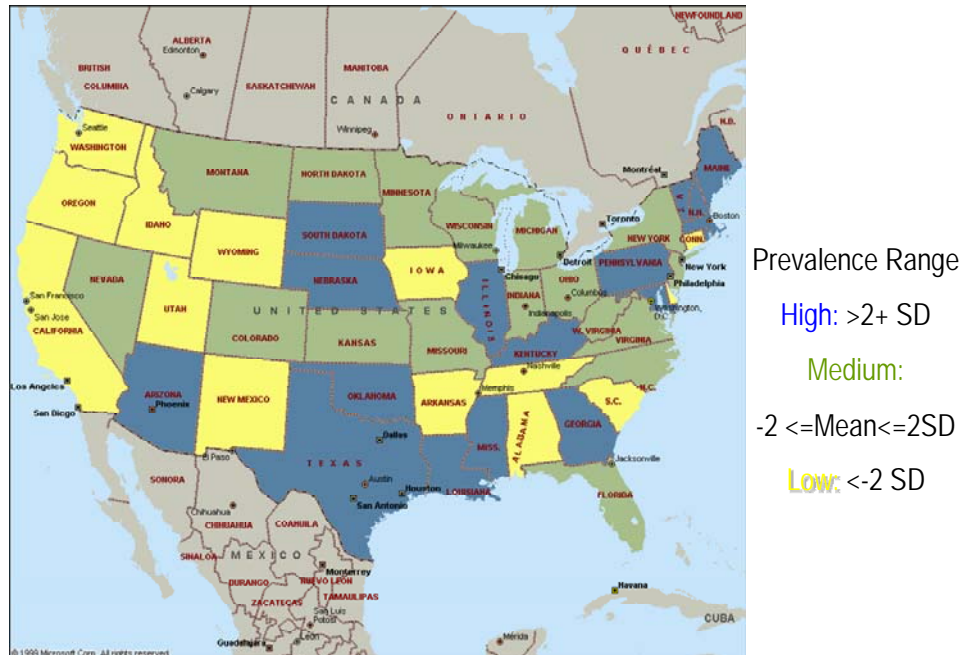 NEWFOUNDLAND
ALBERTA
Edmonton
QUÉBEC
BRITISH
COLUMBIA
MANITOBA
SASKATCHEWAN
Calgary
CANADA
ONTARIO
Winnipeg
N.B.
Seattle
WASHINGTON
Montréal
MAINE
MONTANA
NORTH DAKOTA
MINNESOTA
V T
N.H.
OREGON
IDAHO
Toronto
Boston
WISCONSIN
MICHIGAN
SOUTH DAKOTA
NEW YORK
CONN.
WYOMING
Milwaukee
Detroit
PENNSYLVANIA
New York
Chicago
IOWA
NEBRASKA
OHIO
Philadelphia
NEVADA
INDIANA
Columbus
San Francisco
UTAH
ILLINOIS
Indianapolis
Washington,
D.C.
San Jose
UNITED STATES
W. VIRGINIA
CALIFORNIA
COLORADO
KANSAS
MISSOURI
VIRGINIA
KENTUCKY
Nashville
N.C.
Los Angeles
ARIZONA
OKLAHOMA
Memphis
San Diego
Phoenix
NEW MEXICO
ARKANSAS
S.C.
Dallas
MISS.
ALABAMA
GEORGIA
El Paso
TEXAS
Jacksonville
SONORA
Austin
Houston
LOUISIANA
San Antonio
FLORIDA
Chihuahua
CHIHUAHUA
COAHUILA
SINALOA
MEXICO
Monterrey
DURANGO
NUEVO LEON
Havana
ZACATECAS
TAMAULIPAS
San Luis
Potosí
CUBA
Guadalajara
León
Mérida
© 1999 Microsoft Corp. All rights reserved.
Prevalence Range
High: >2+ SD
Medium:
-2 <=Mean<=2SD
Low: <-2 SD